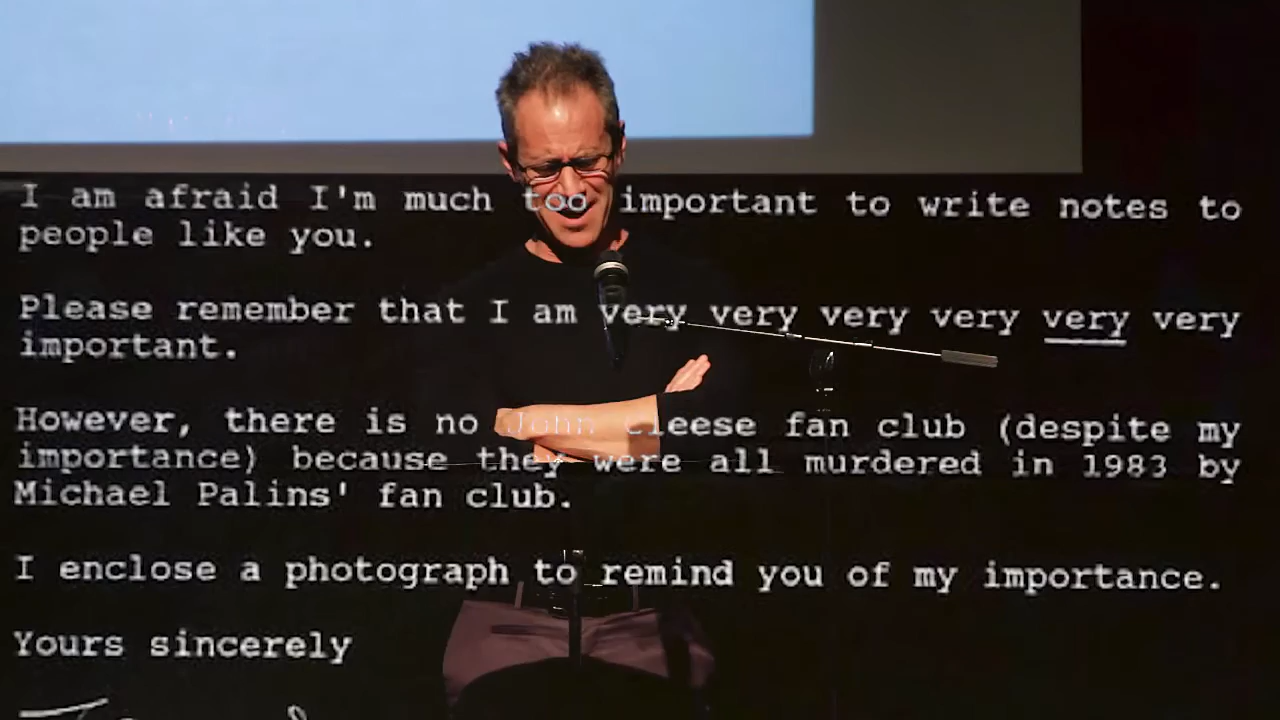 I am afraid I'm much too important to write notes to
people like you.
Please remember that I am very very very very very very
important.
However, there is no John Cleese fan club (despite my
importance) because they were all murdered in 1983 by
Michael Palins' fan club.
I enclose a photograph to remind you of my importance.
Yours sincerely